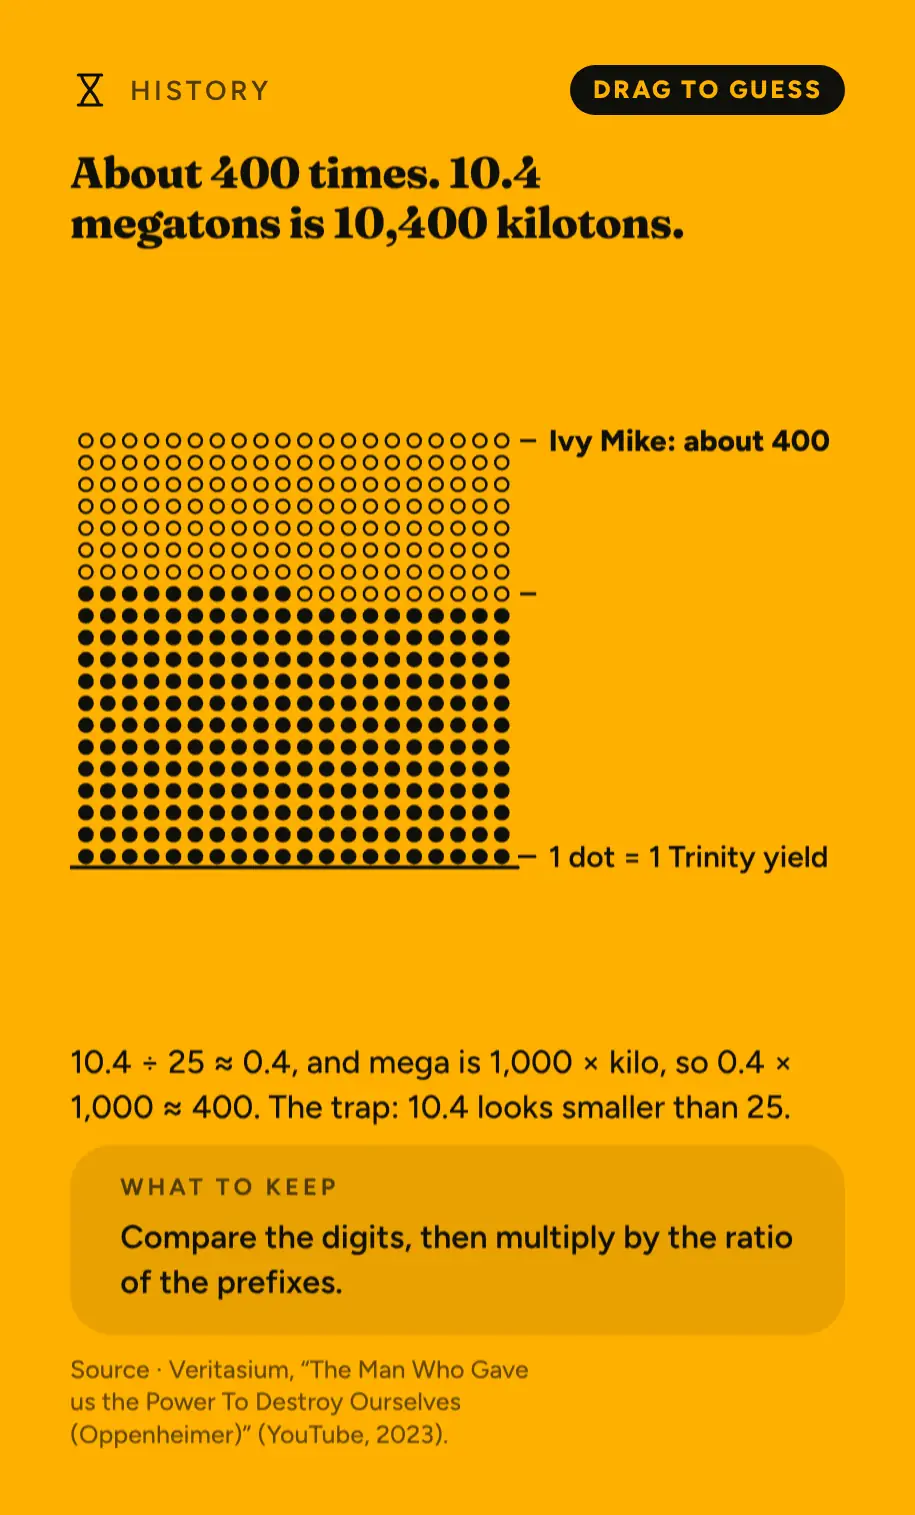 HISTORY
DRAG TO GUESS
About 400 times. 10.4
megatons is 10,400 kilotons.
Ivy Mike: about 400
1 dot = 1 Trinity yield
10.4 ÷ 25 ≈ 0.4, and mega is 1,000 × kilo, so 0.4 ×
1,000 ≈ 400. The trap: 10.4 looks smaller than 25.
WHAT TO KEEP
Compare the digits, then multiply by the ratio
of the prefixes.
Source · Veritasium, “The Man Who Gave
us the Power To Destroy Ourselves
(Oppenheimer)” (YouTube, 2023).